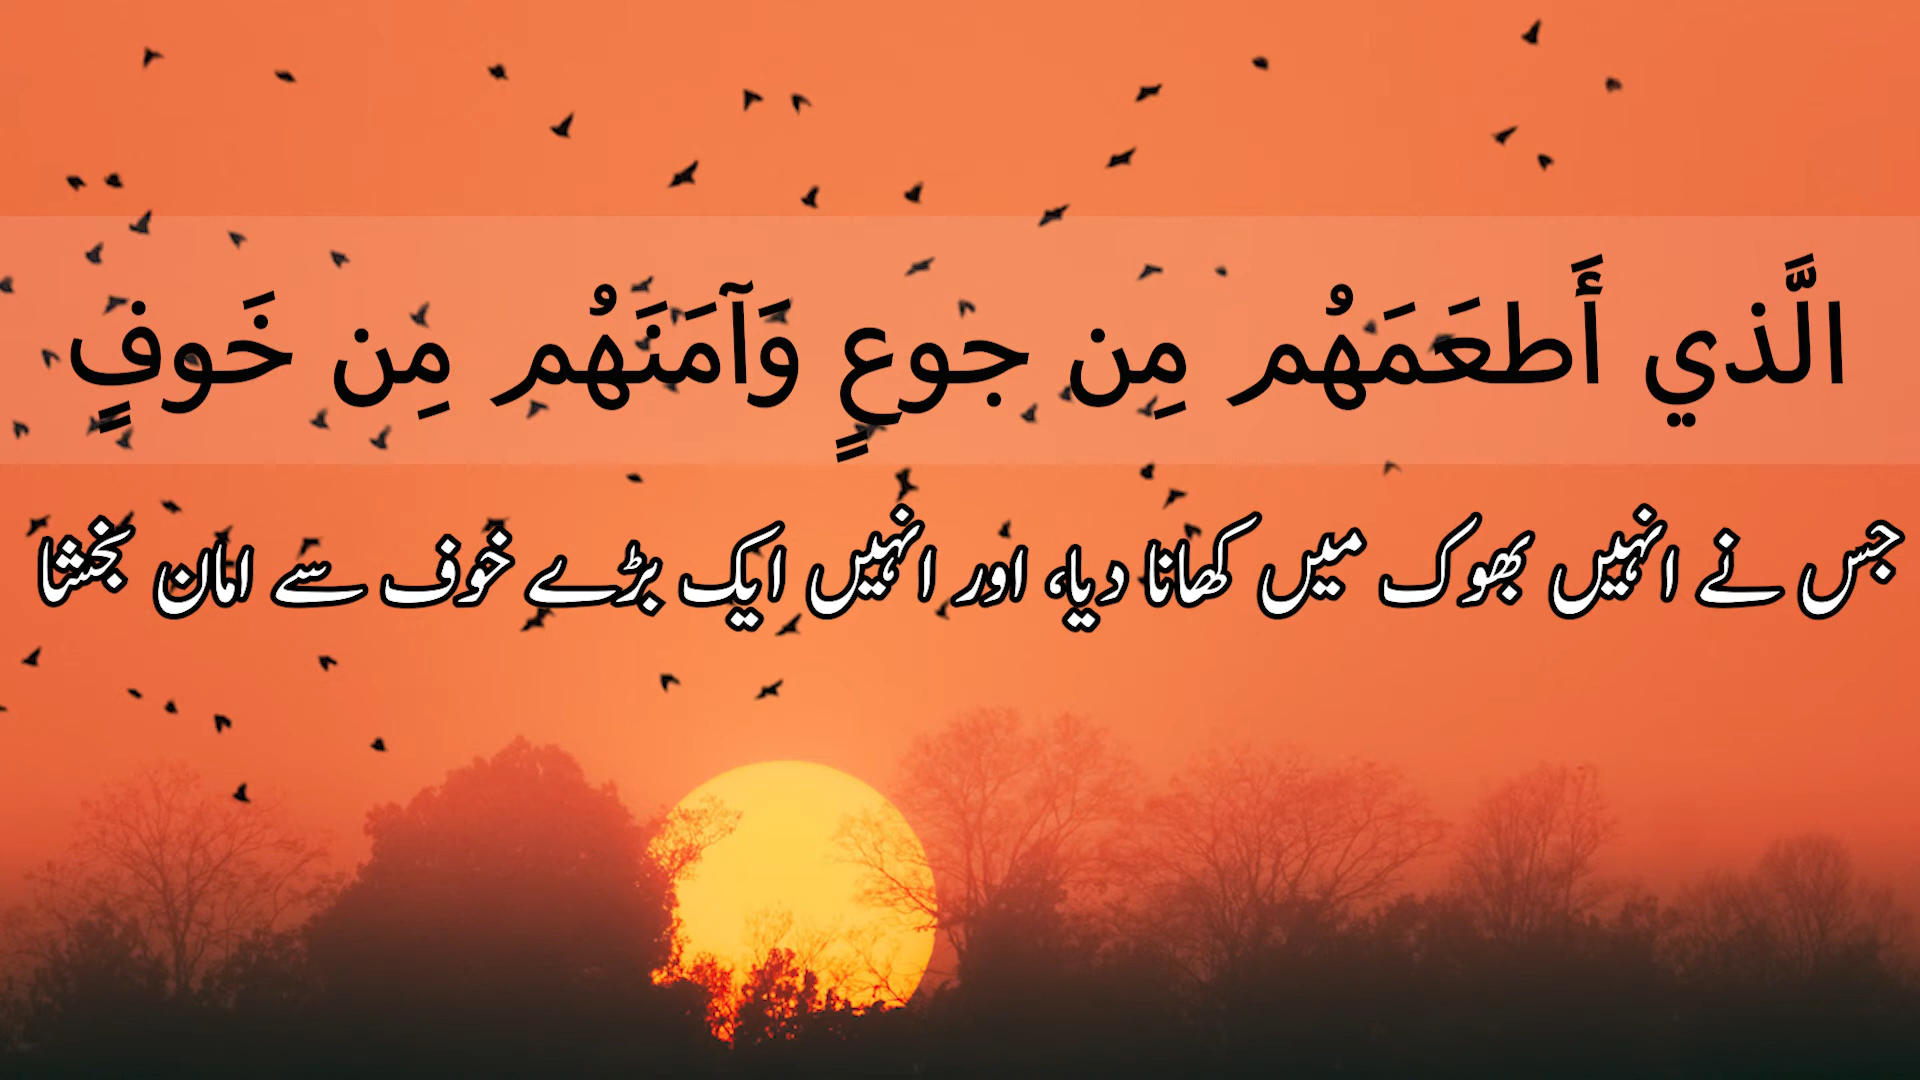 الَّذي أَطعَمَهُم مِن جوعٍ وَآمَنَهُم مِن خَوفٍ
جس نے انہیں بھوک میں کھانا دیا، اور انہیں ایک بڑے خوف سے امان بخشا